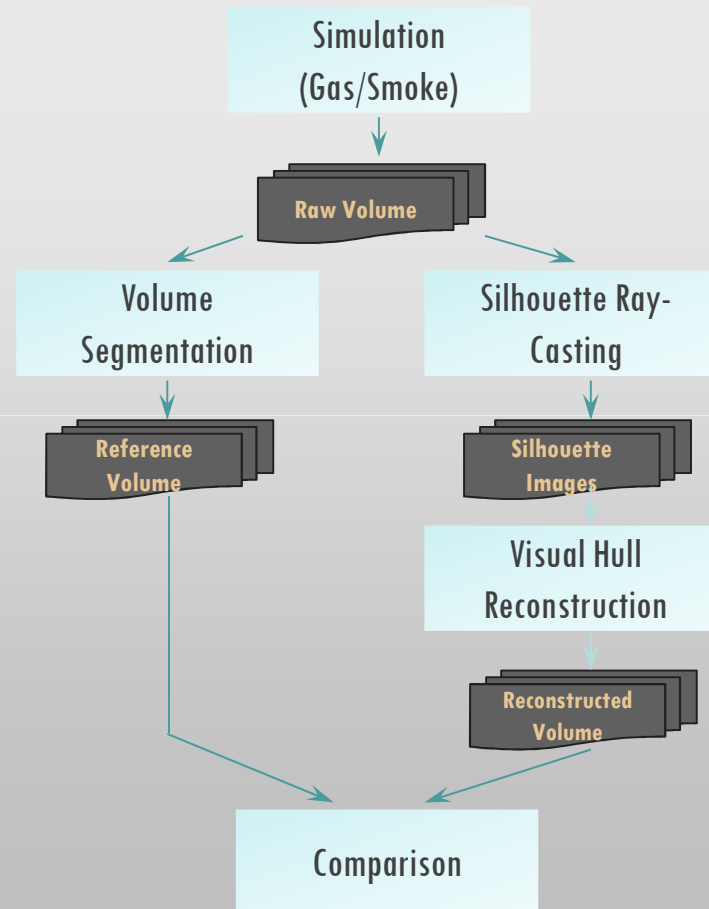 Simulation
(Gas/Smoke)
Raw Volume
Volume
Segmentation
Silhouette Ray-
Casting
Reference
Volume
Silhouette
Images
Visual Hull
Reconstruction
Reconstructed
Volume
Comparison